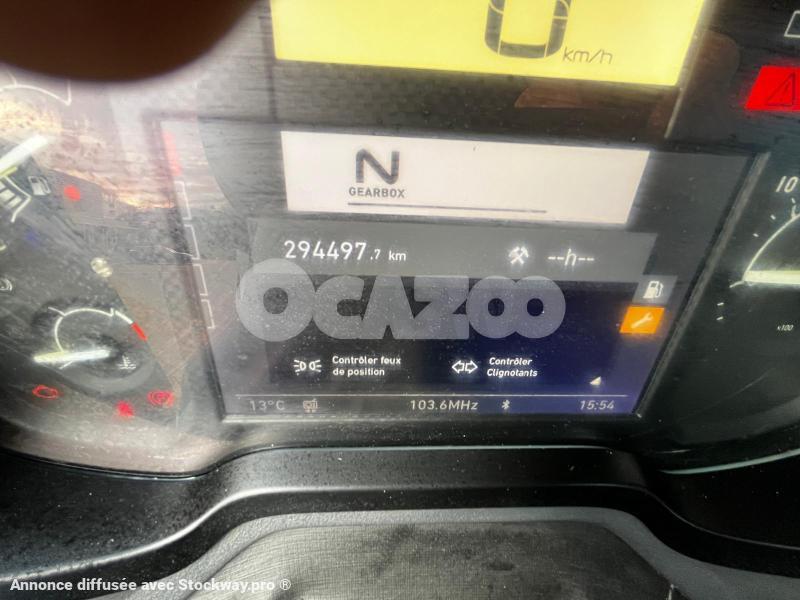 0 km/h
N
GEARBOX
10
294497.7 km --h--
OCAZOO
x100
Contrôler feux
de position
Contrôler
Clignotants
13°C 103.6MHz 15:54
Annonce diffusée avec Stockway.pro ®